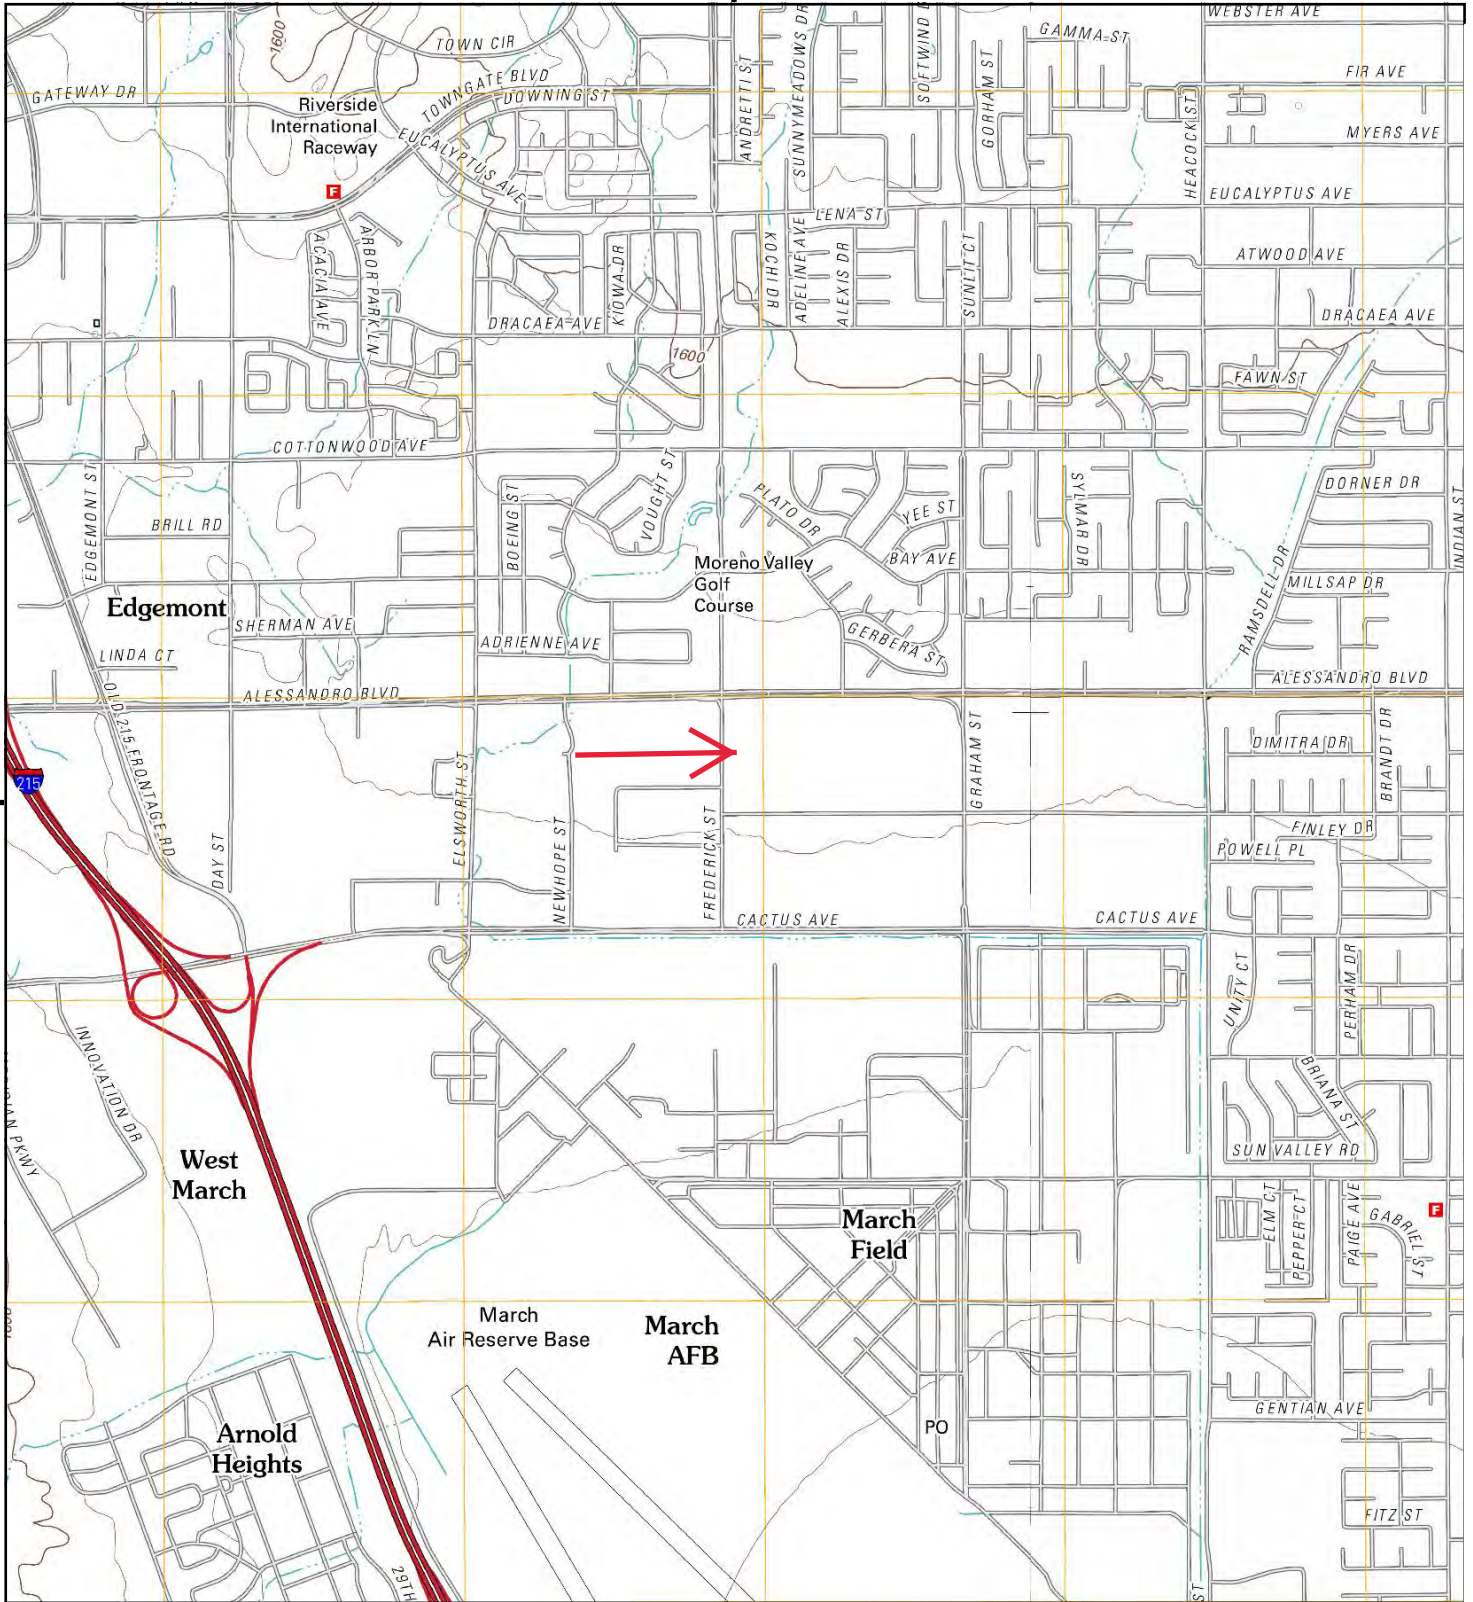 WEBSTER AVE
GAMMA ST
TOWN CIR
1600
FIR AVE
TOWNGATE BLVD
DOWNING ST
GATEWAY DR
Riverside
International
Raceway
EUCALYPTUS AVE
ANDRETTI ST
SUNNYMEADOWS DR
SOFTWIND
GORHAM ST
HEACOCK ST
MYERS AVE
F
EUCALYPTUS AVE
LENA ST
ACACIA AVE
ARBOR PARK LN
KIOWA DR
KOCHI DR
ADELINE AVE
ALEXIS DR
SUNLIT CT
ATWOOD AVE
DRACAEA AVE
DRACAEA AVE
1600
FAWN ST
COTTONWOOD AVE
EDGEMONT ST
BRILL RD
BOEING ST
VOUGHT ST
PLATO DR
YEE ST
BAY AVE
SYLMAR DR
DORNER DR
INDIAN ST
Moreno Valley
Golf
Course
MILLSAP DR
RAMSDELL DR
Edgemont
SHERMAN AVE
ADRIENNE AVE
GERBERA ST
LINDA CT
ALESSANDRO BLVD
ALESSANDRO BLVD
OLD 215 FRONTAGE RD
215
DAY ST
ELSWORTH ST
NEWHOPE ST
FREDERICK ST
GRAHAM ST
DIMITRA DR
BRANDT DR
FINLEY DR
POWELL PL
CACTUS AVE
CACTUS AVE
UNITY CT
PERHAM DR
INNOVATION DR
PKWY
BRIANA ST
SUN VALLEY RD
West
March
March
Field
ELM CT
PEPPER CT
PAIGE AVE
GABRIEL ST
F
March
Air Reserve Base
March
AFB
Arnold
Heights
PO
GENTIAN AVE
FITZ ST
29TH
ST